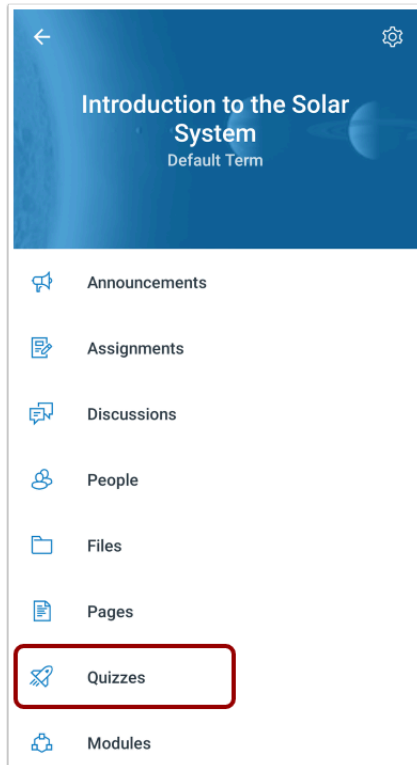 Introduction to the Solar
System
Default Term
Announcements
Assignments
Discussions
People
Files
Pages
Quizzes
Modules